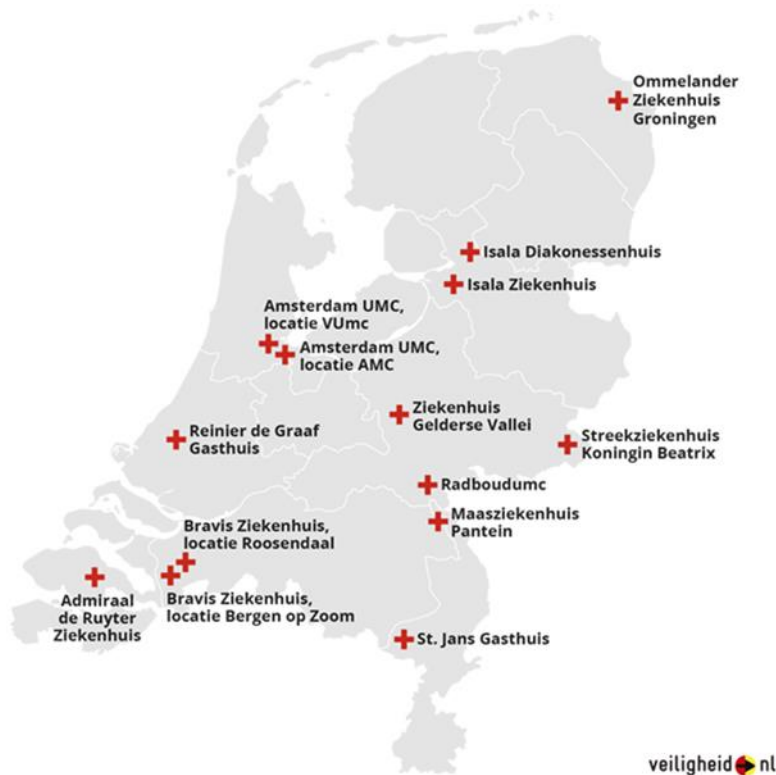 Ommelander
Ziekenhuis
Groningen
Isala Diakonessenhuis
Isala Ziekenhuis
Amsterdam UMC,
locatie VUmc
Amsterdam UMC,
locatie AMC
Ziekenhuis
Gelderse Vallei
Reinier de Graaf
Gasthuis
Streekziekenhuis
Koningin Beatrix
Radboudumc
Maasziekenhuis
Pantein
Bravis Ziekenhuis,
locatie Roosendaal
Bravis Ziekenhuis,
locatie Bergen op Zoom
Admiraal
de Ruyter
Ziekenhuis
St. Jans Gasthuis
veiligheid nl